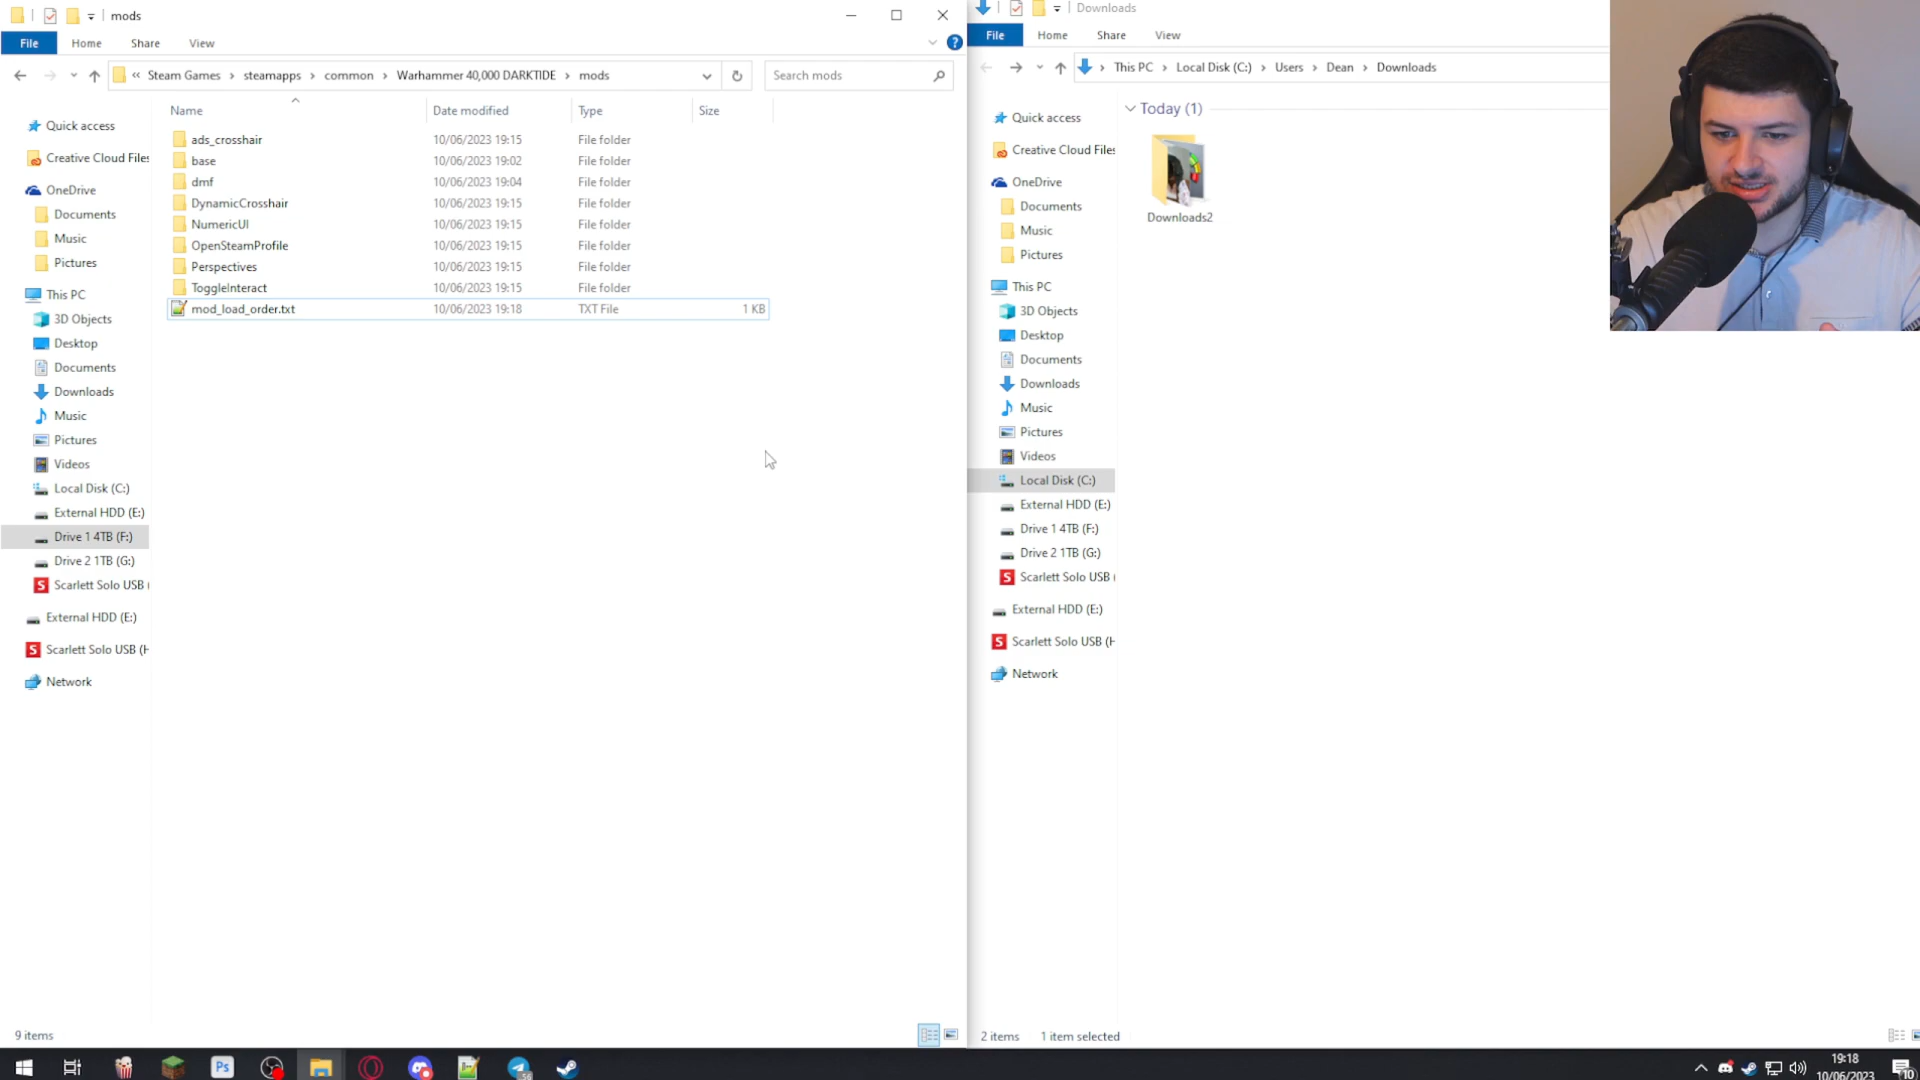 mods
File
Home
Share
View
Steam Games
steamapps
common
Warhammer 40,000 DARKTIDE
mods
Search mods
Name
Date modified
Type
Size
ads_crosshair 10/06/2023 19:15 File folder
base 10/06/2023 19:02 File folder
dmf 10/06/2023 19:04 File folder
DynamicCrosshair 10/06/2023 19:15 File folder
NumericUI 10/06/2023 19:15 File folder
OpenSteamProfile 10/06/2023 19:15 File folder
Perspectives 10/06/2023 19:15 File folder
ToggleInteract 10/06/2023 19:15 File folder
mod_load_order.txt 10/06/2023 19:18 TXT File 1 KB
Quick access
Creative Cloud Files
OneDrive
Documents
Music
Pictures
This PC
3D Objects
Desktop
Documents
Downloads
Music
Pictures
Videos
Local Disk (C:)
External HDD (E:)
Drive 1 4TB (F:)
Drive 2 1TB (G:)
Scarlett Solo USB (
External HDD (E:)
Scarlett Solo USB (H
Network
9 items
Downloads
File
Home
Share
View
This PC
Local Disk (C:)
Users
Dean
Downloads
Today (1)
Downloads2
Quick access
Creative Cloud Files
OneDrive
Documents
Music
Pictures
This PC
3D Objects
Desktop
Documents
Downloads
Music
Pictures
Videos
Local Disk (C:)
External HDD (E:)
Drive 1 4TB (F:)
Drive 2 1TB (G:)
Scarlett Solo USB (
External HDD (E:)
Scarlett Solo USB (H
Network
2 items
1 item selected
Ps
19:18
10/06/2023